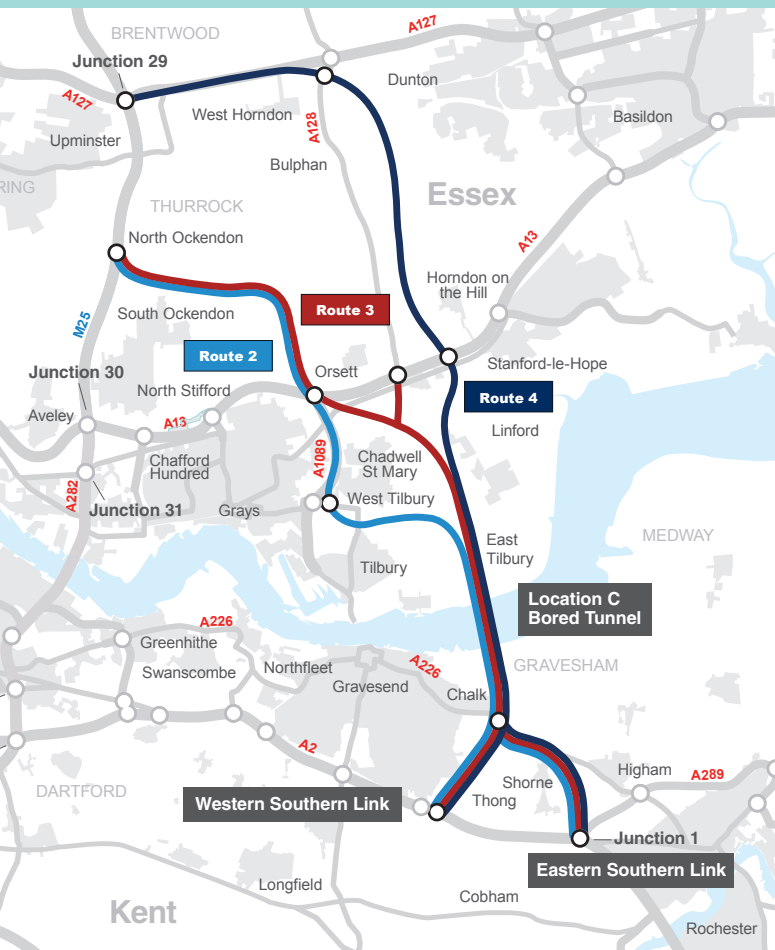 BRENTWOOD
A127
Junction 29
Dunton
A127
West Horndon
A128
Basildon
Upminster
Bulphan
RING
Essex
THURROCK
North Ockendon
A13
Horndon on
the Hill
M25
South Ockendon
Route 3
Route 2
Stanford-le-Hope
Junction 30
Orsett
North Stifford
Route 4
Aveley
A13
Linford
Chafford
Hundred
A1089
Chadwell
St Mary
A282
Junction 31
Grays
West Tilbury
East
Tilbury
MEDWAY
Tilbury
Location C
Bored Tunnel
A226
Greenhithe
Northfleet
A226
GRAVESHAM
Swanscombe
Gravesend
Chalk
A2
Higham
A289
Shorne
DARTFORD
Western Southern Link
Thong
Junction 1
Eastern Southern Link
Longfield
Cobham
Kent
Rochester